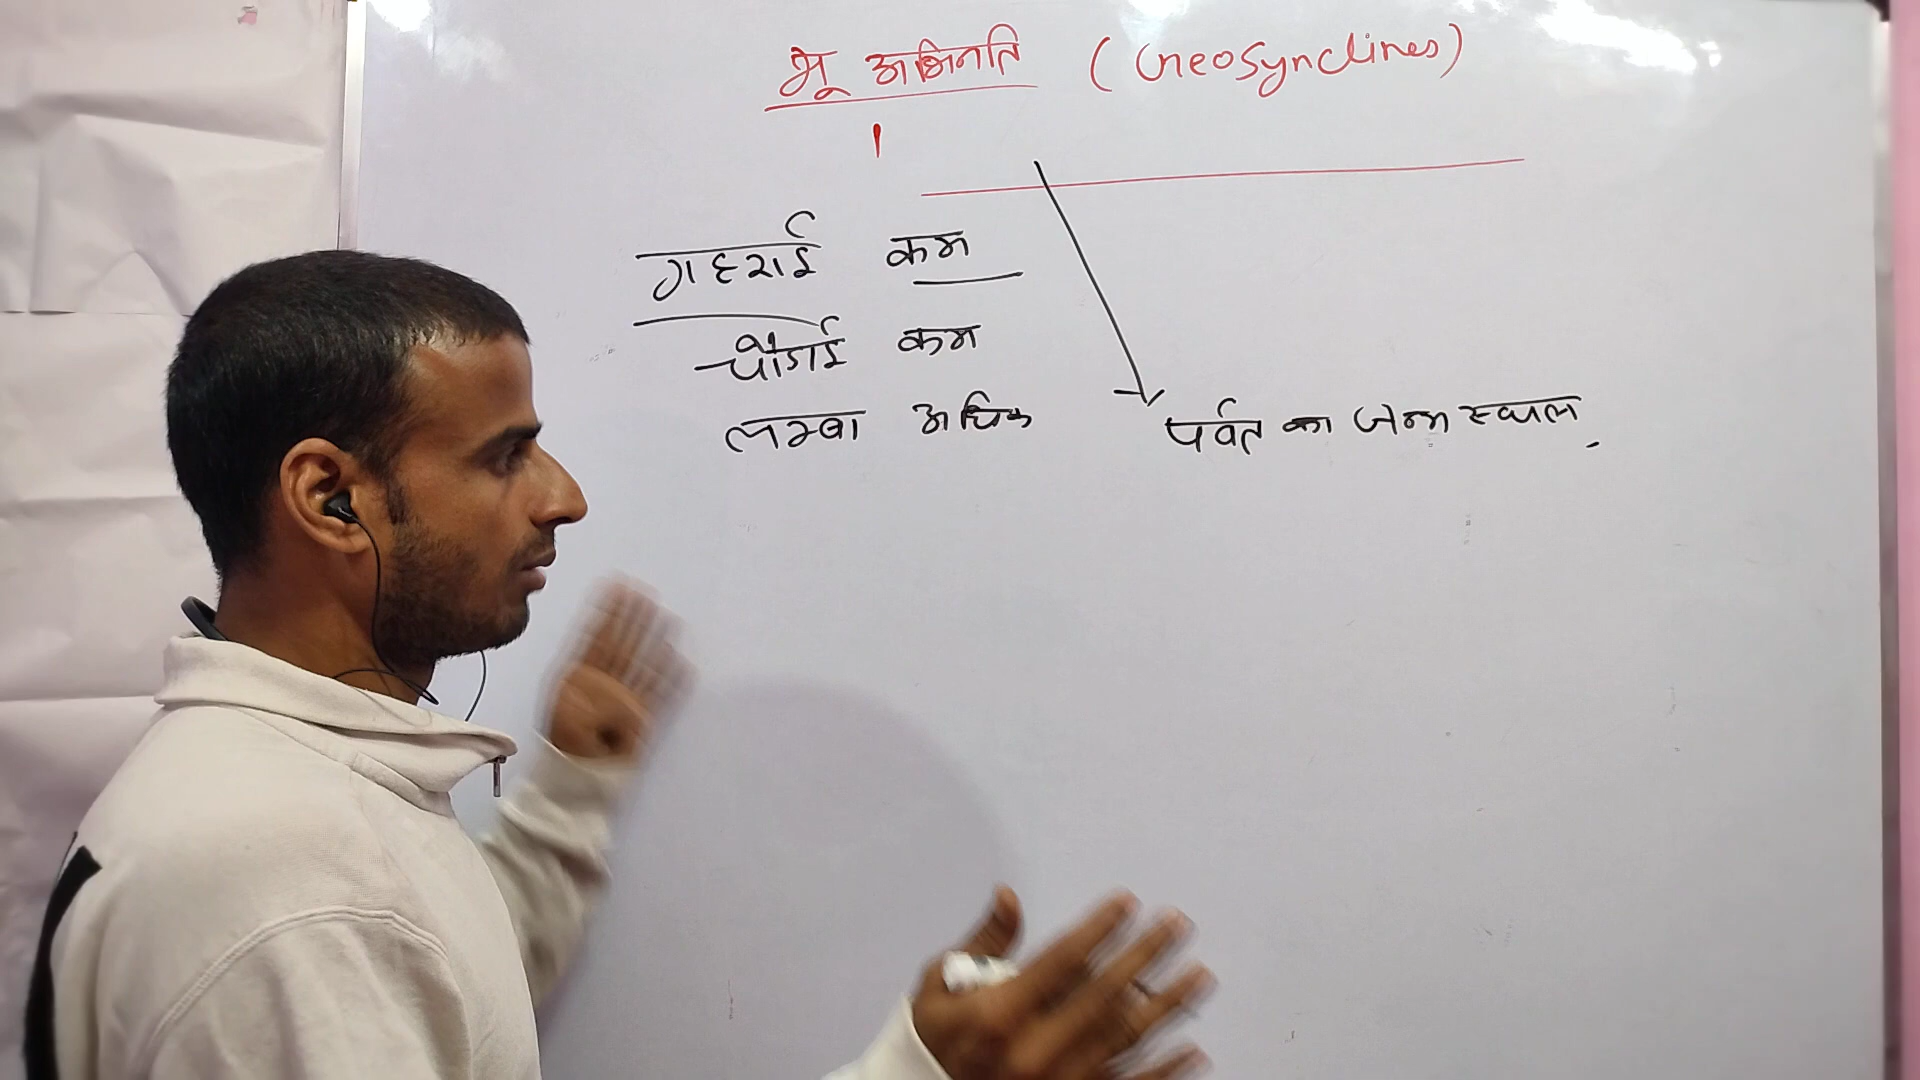 भू अभिनति (Geosynclines)
गहराई कम
चौडाई कम
लम्बा अधिक
पर्वत का जन्म स्थल